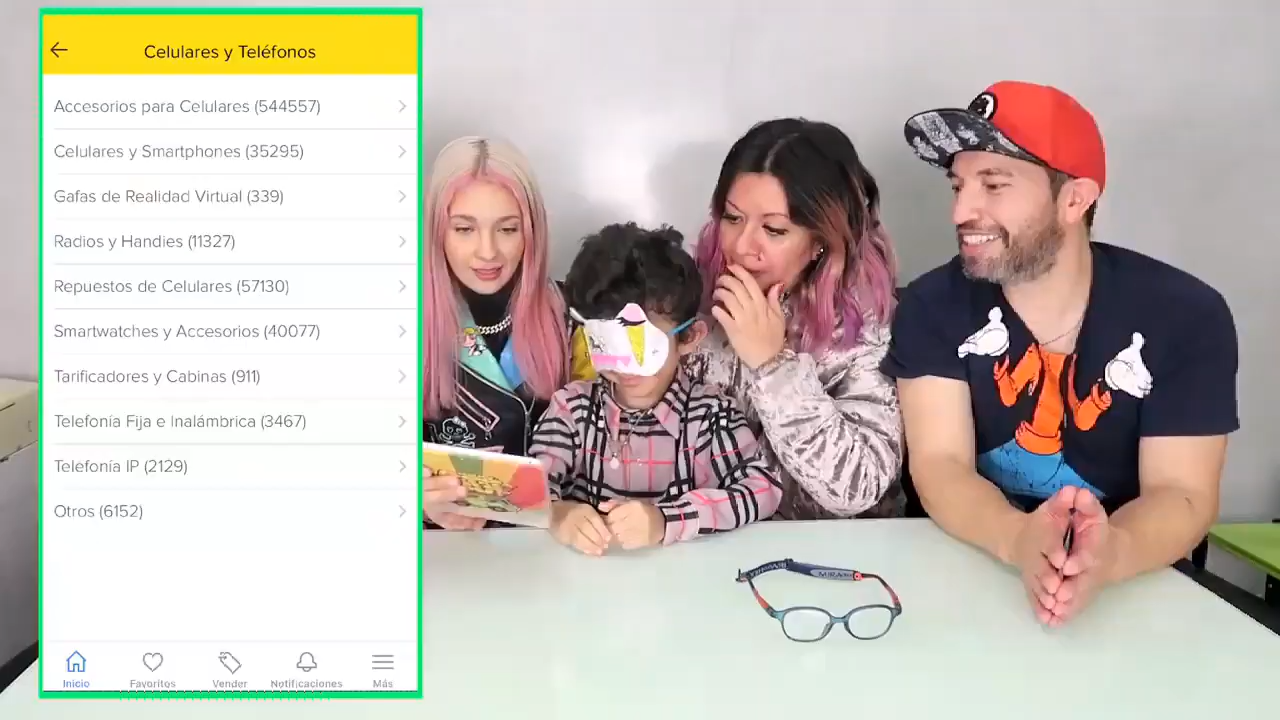 Celulares y Teléfonos
Accesorios para Celulares (544557)
Celulares y Smartphones (35295)
Gafas de Realidad Virtual (339)
Radios y Handies (11327)
Repuestos de Celulares (57130)
Smartwatches y Accesorios (40077)
Tarificadores y Cabinas (911)
Telefonía Fija e Inalámbrica (3467)
Telefonía IP (2129)
Otros (6152)
Inicio
Favoritos
Vender
Notificaciones
Más